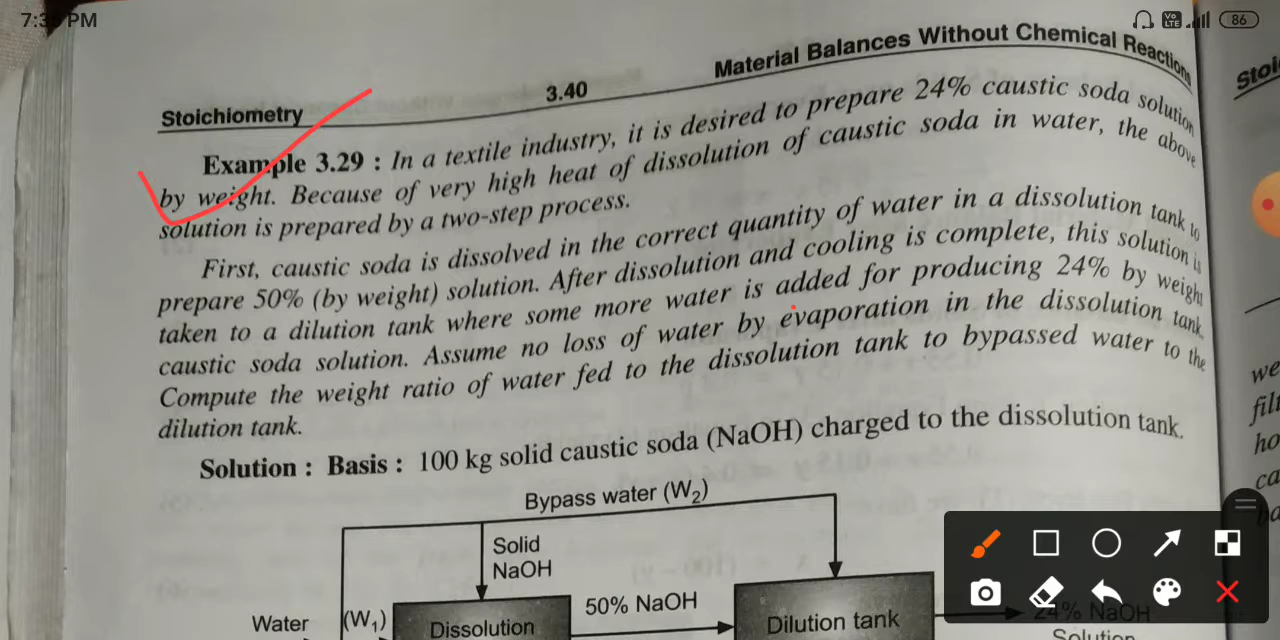 7:35 PM
Vo
LTE
86
Material Balances Without Chemical Reactions
3.40
Stoichiometry
Example 3.29 : In a textile industry, it is desired to prepare 24% caustic soda solution
by weight. Because of very high heat of dissolution of caustic soda in water, the above
solution is prepared by a two-step process.
First, caustic soda is dissolved in the correct quantity of water in a dissolution tank to
prepare 50% (by weight) solution. After dissolution and cooling is complete, this solution is
taken to a dilution tank where some more water is added for producing 24% by weight
caustic soda solution. Assume no loss of water by evaporation in the dissolution tank.
Compute the weight ratio of water fed to the dissolution tank to bypassed water to the
dilution tank.
Solution : Basis : 100 kg solid caustic soda (NaOH) charged to the dissolution tank.
Bypass water (W₂)
Solid
NaOH
50% NaOH
Water
(W₁)
Dissolution
Dilution tank
24% NaOH
Solution
Stoi
we
filt
ho
ca